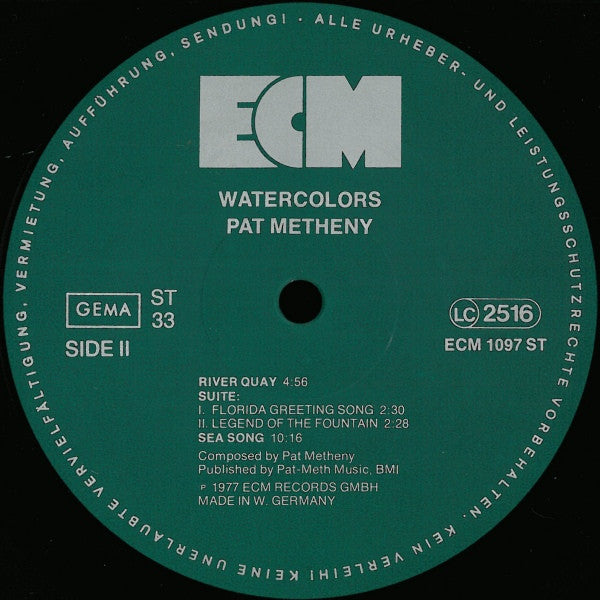 ALLE URHEBER- UND LEISTUNGSSCHUTZRECHTE VORBEHALTEN. KEIN VERLEIH! KEINE UNERLAUBTE VERVIELFÄLTIGUNG, VERMIETUNG, AUFFÜHRUNG, SENDUNG! •
ECM
WATERCOLORS
PAT METHENY
GEMA
ST
33
SIDE II
LC 2516
ECM 1097 ST
RIVER QUAY 4:56
SUITE:
I. FLORIDA GREETING SONG 2:30
II. LEGEND OF THE FOUNTAIN 2:28
SEA SONG 10:16
Composed by Pat Metheny
Published by Pat-Meth Music, BMI
℗ 1977 ECM RECORDS GMBH
MADE IN W. GERMANY